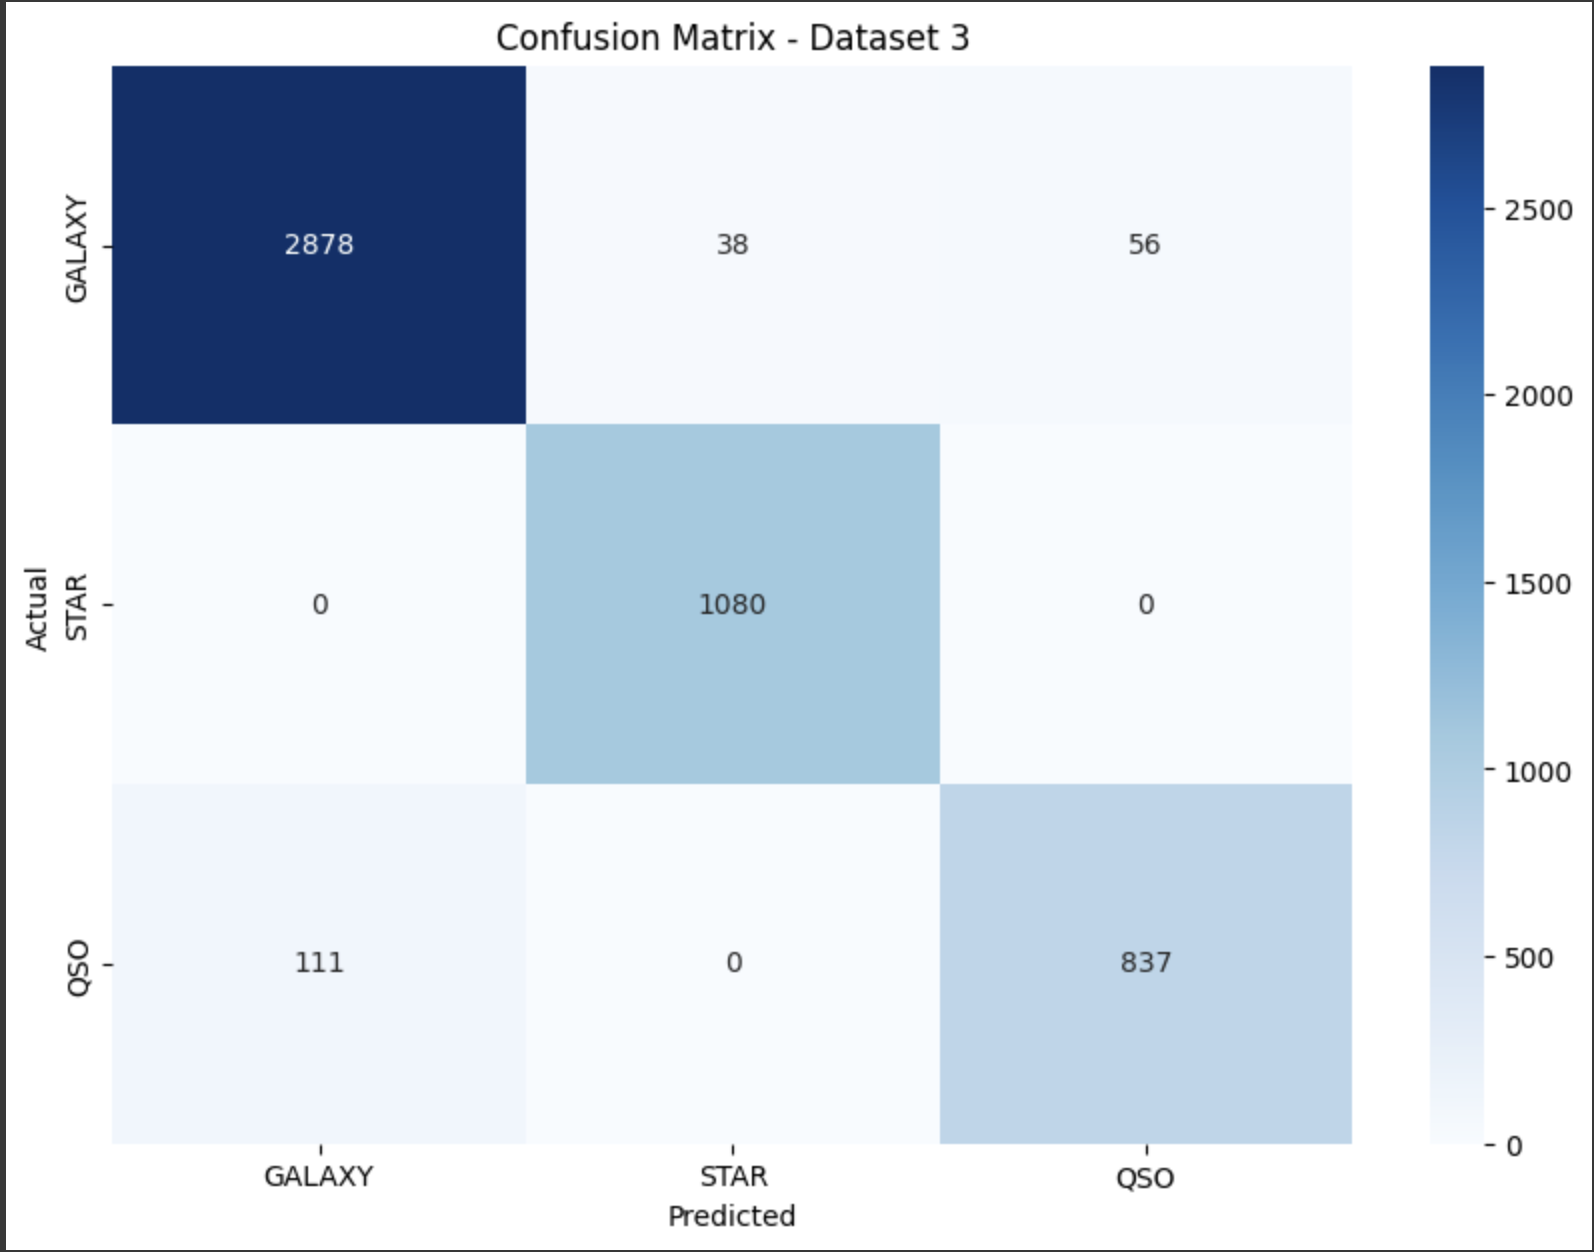 Confusion Matrix - Dataset 3
GALAXY 2878 38 56
STAR 0 1080 0
QSO 111 0 837
GALAXY STAR QSO
Predicted
Actual
2500
2000
1500
1000
500
0